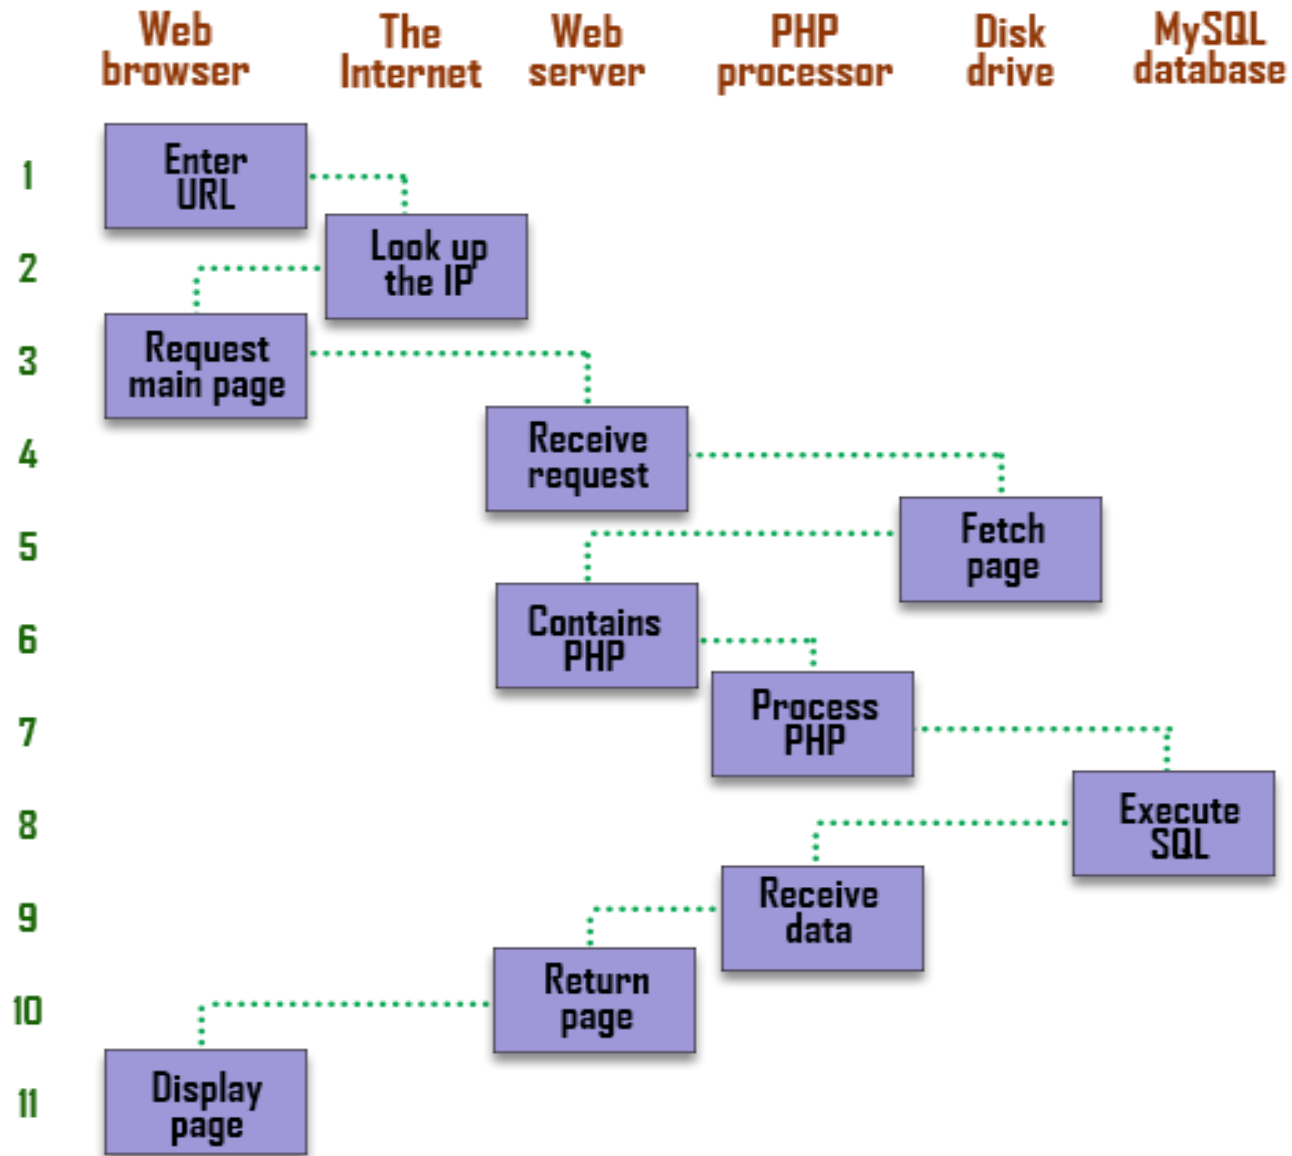 Web
browser
The
Internet
Web
server
PHP
processor
Disk
drive
MySQL
database
1
Enter
URL
2
Look up
the IP
3
Request
main page
4
Receive
request
5
Fetch
page
6
Contains
PHP
7
Process
PHP
8
Execute
SQL
9
Receive
data
10
Return
page
11
Display
page